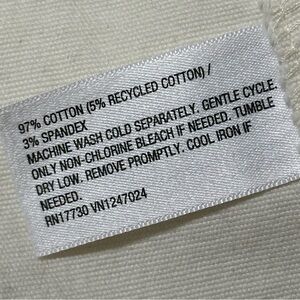 97% COTTON (5% RECYCLED COTTON) /
3% SPANDEX
MACHINE WASH COLD SEPARATELY. GENTLE CYCLE.
ONLY NON-CHLORINE BLEACH IF NEEDED. TUMBLE
DRY LOW. REMOVE PROMPTLY. COOL IRON IF
NEEDED.
RN17730 VN1247024